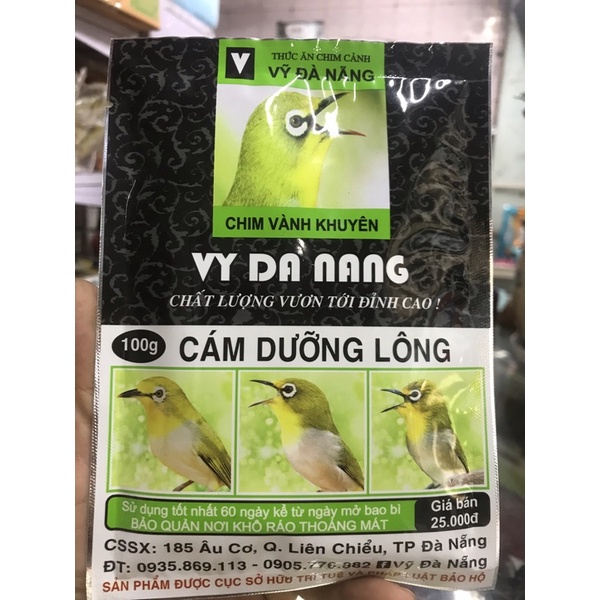 V
THỨC ĂN CHIM CẢNH
VỸ ĐÀ NẴNG
CHIM VÀNH KHUYÊN
VY DA NANG
CHẤT LƯỢNG VƯƠN TỚI ĐỈNH CAO !
100g CÁM DƯỠNG LÔNG
Sử dụng tốt nhất 60 ngày kể từ ngày mở bao bì
BẢO QUẢN NƠI KHÔ RÁO THOÁNG MÁT
Giá bán
25.000đ
CSSX: 185 Âu Cơ, Q. Liên Chiểu, TP Đà Nẵng
ĐT: 0935.869.113 - 0905.776.882 f Vỹ Đà Nẵng
SẢN PHẨM ĐƯỢC CỤC SỞ HỮU TRÍ TUỆ VÀ PHÁP LUẬT BẢO HỘ